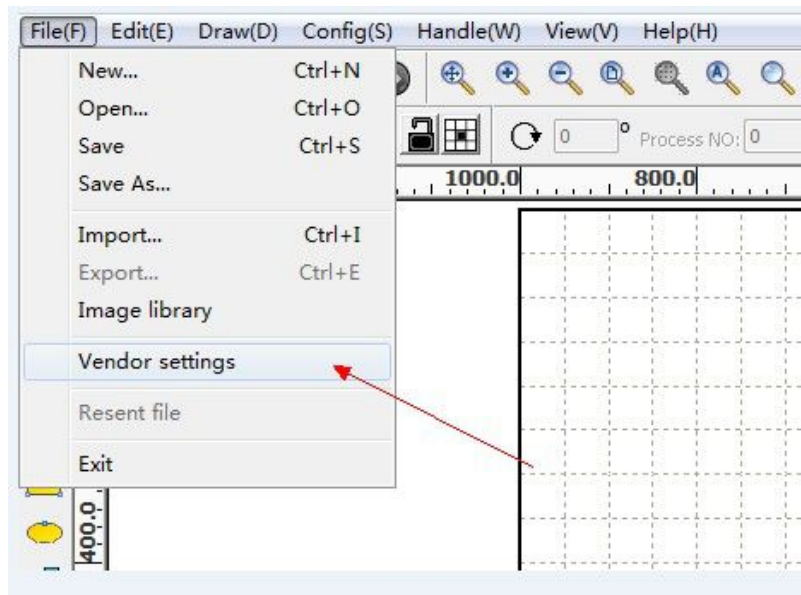 File(F) Edit(E) Draw(D) Config(S) Handle(W) View(V) Help(H)
New... Ctrl+N
Open... Ctrl+O
Save Ctrl+S
Save As...
Import... Ctrl+I
Export... Ctrl+E
Image library
Vendor settings
Resent file
Exit
0 ° Process NO: 0
1000.0 800.0
400.0